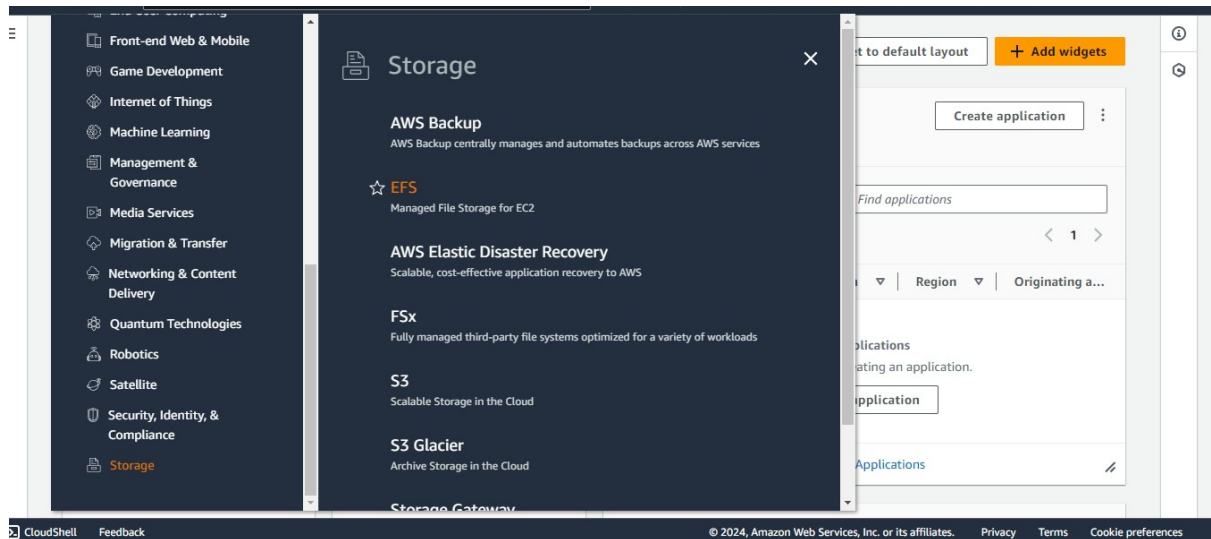 Front-end Web & Mobile
Game Development
Internet of Things
Machine Learning
Management &
Governance
Media Services
Migration & Transfer
Networking & Content
Delivery
Quantum Technologies
Robotics
Satellite
Security, Identity, &
Compliance
Storage
Storage
AWS Backup
AWS Backup centrally manages and automates backups across AWS services
EFS
Managed File Storage for EC2
AWS Elastic Disaster Recovery
Scalable, cost-effective application recovery to AWS
FSx
Fully managed third-party file systems optimized for a variety of workloads
S3
Scalable Storage in the Cloud
S3 Glacier
Archive Storage in the Cloud
Storage Gateway
to default layout
+ Add widgets
Create application
Find applications
1
Region
Originating a...
ating an application.
application
Applications
CloudShell
Feedback
© 2024, Amazon Web Services, Inc. or its affiliates.
Privacy
Terms
Cookie preferences